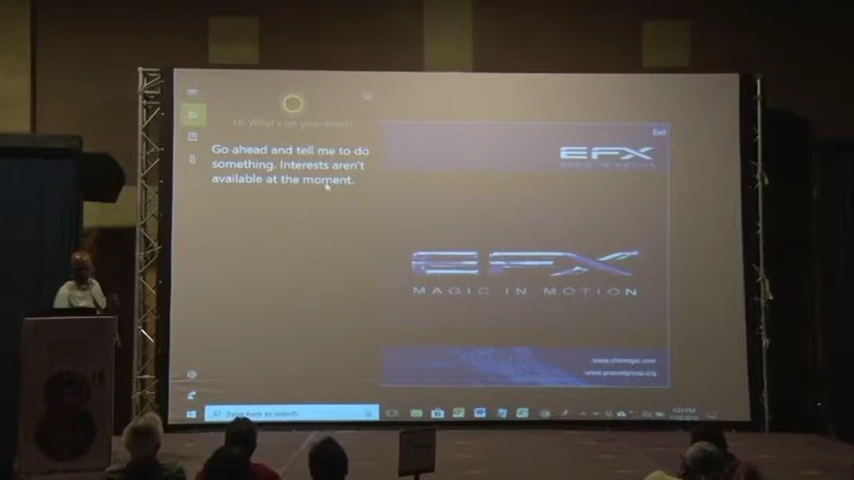 Hi. What's on your mind?
Go ahead and tell me to do
something. Interests aren't
available at the moment.
Exit
EFX
MAGIC IN MOTION
EFX
MAGIC IN MOTION
Type here to search